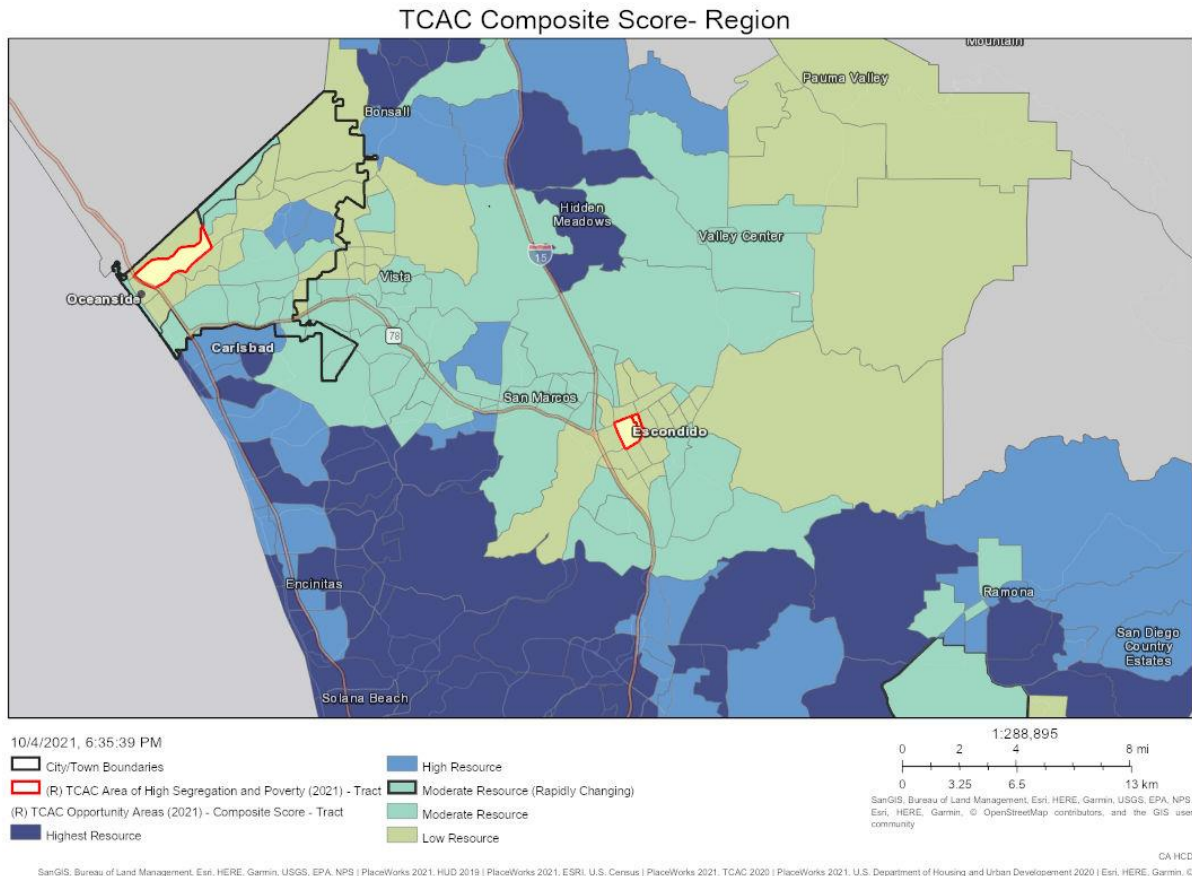 TCAC Composite Score- Region
Mountain
Pauma Valley
Bonsall
Hidden
Meadows
Valley Center
15
Vista
Oceanside
78
Carlsbad
San Marcos
Escondido
Encinitas
Ramona
San Diego
Country
Estates
Solana Beach
10/4/2021, 6:35:39 PM
City/Town Boundaries
(R) TCAC Area of High Segregation and Poverty (2021) - Tract
(R) TCAC Opportunity Areas (2021) - Composite Score - Tract
Highest Resource
High Resource
Moderate Resource (Rapidly Changing)
Moderate Resource
Low Resource
1:288,895
0 2 4 8 mi
0 3.25 6.5 13 km
SanGIS, Bureau of Land Management, Esri, HERE, Garmin, USGS, EPA, NPS,
Esri, HERE, Garmin, © OpenStreetMap contributors, and the GIS user
community
CA HCD
SanGIS, Bureau of Land Management, Esri, HERE, Garmin, USGS, EPA, NPS | PlaceWorks 2021, HUD 2019 | PlaceWorks 2021, ESRI, U.S. Census | PlaceWorks 2021, TCAC 2020 | PlaceWorks 2021, U.S. Department of Housing and Urban Developement 2020 | Esri, HERE, Garmin, ©